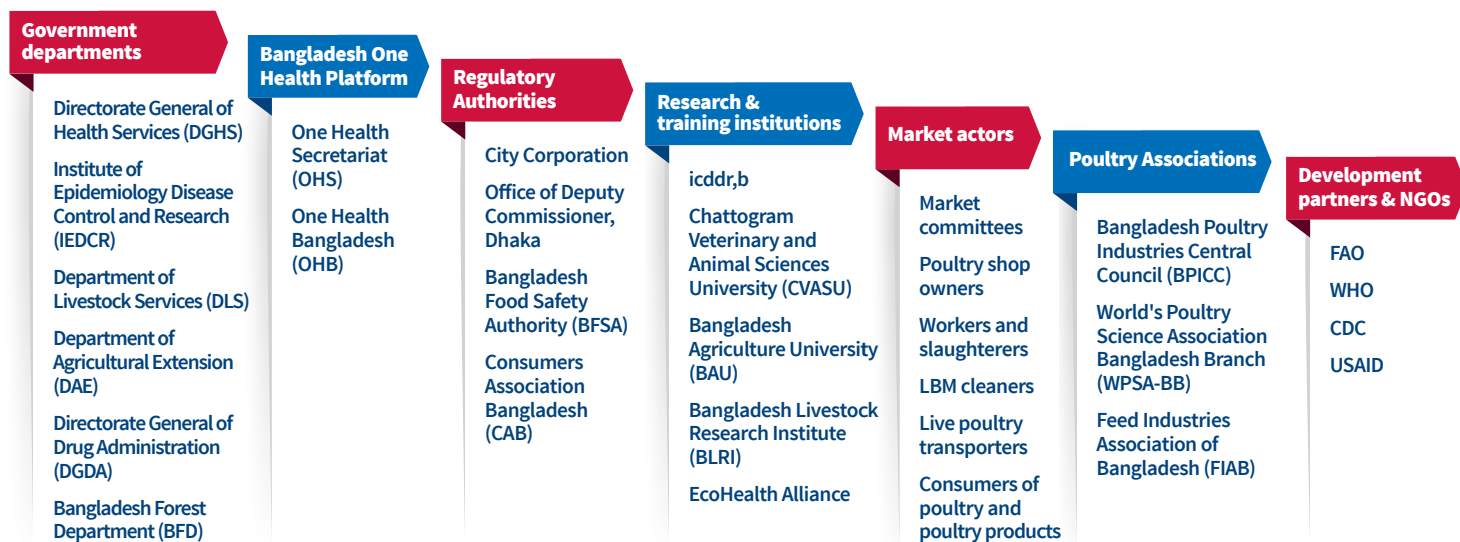 Government
departments
Directorate General of
Health Services (DGHS)
Institute of
Epidemiology Disease
Control and Research
(IEDCR)
Department of
Livestock Services (DLS)
Department of
Agricultural Extension
(DAE)
Directorate General of
Drug Administration
(DGDA)
Bangladesh Forest
Department (BFD)
Bangladesh One
Health Platform
One Health
Secretariat
(OHS)
One Health
Bangladesh
(OHB)
Regulatory
Authorities
City Corporation
Office of Deputy
Commissioner,
Dhaka
Bangladesh
Food Safety
Authority (BFSA)
Consumers
Association
Bangladesh
(CAB)
Research &
training institutions
icddr,b
Chattogram
Veterinary and
Animal Sciences
University (CVASU)
Bangladesh
Agriculture University
(BAU)
Bangladesh Livestock
Research Institute
(BLRI)
EcoHealth Alliance
Market actors
Market
committees
Poultry shop
owners
Workers and
slaughterers
LBM cleaners
Live poultry
transporters
Consumers of
poultry and
poultry products
Poultry Associations
Bangladesh Poultry
Industries Central
Council (BPICC)
World's Poultry
Science Association
Bangladesh Branch
(WPSA-BB)
Feed Industries
Association of
Bangladesh (FIAB)
Development
partners & NGOs
FAO
WHO
CDC
USAID